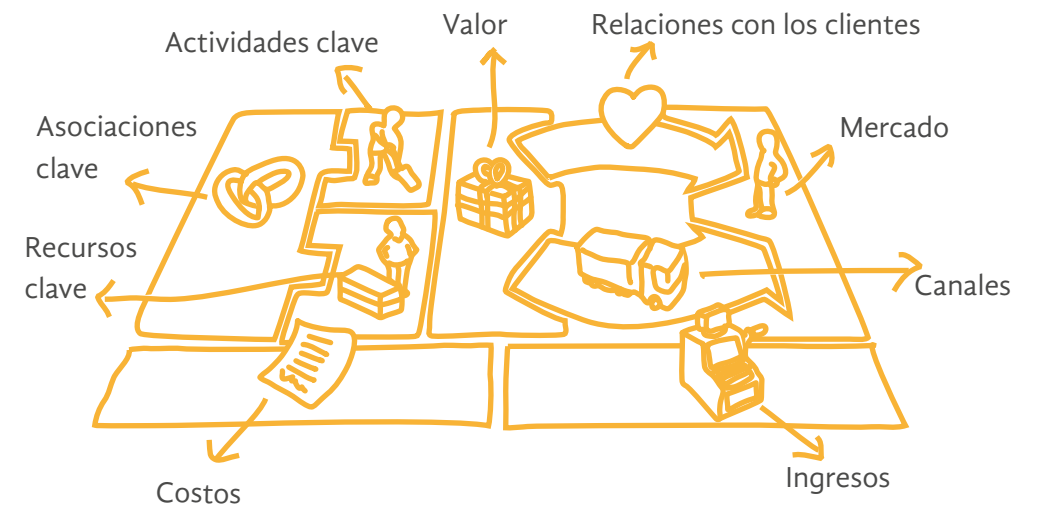 Valor
Relaciones con los clientes
Actividades clave
Asociaciones
clave
Mercado
Recursos
clave
Canales
Ingresos
Costos